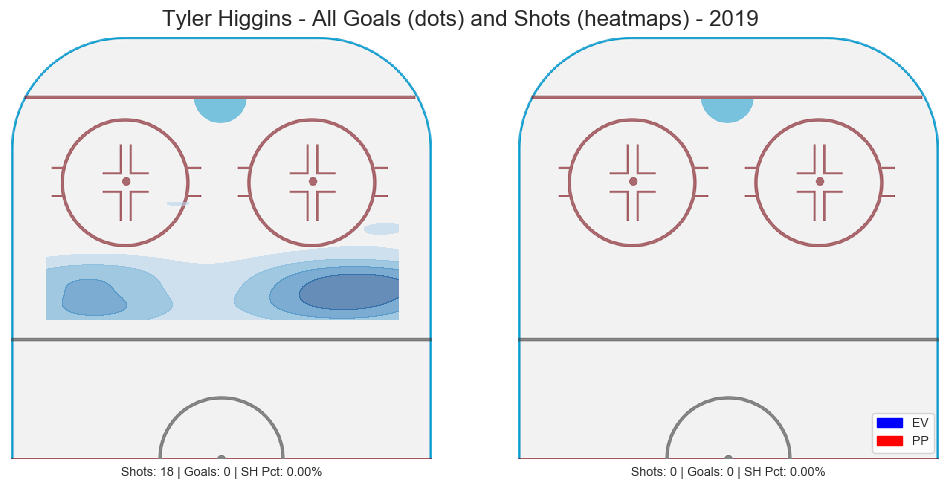 Tyler Higgins - All Goals (dots) and Shots (heatmaps) - 2019
EV
PP
Shots: 18 | Goals: 0 | SH Pct: 0.00%
Shots: 0 | Goals: 0 | SH Pct: 0.00%